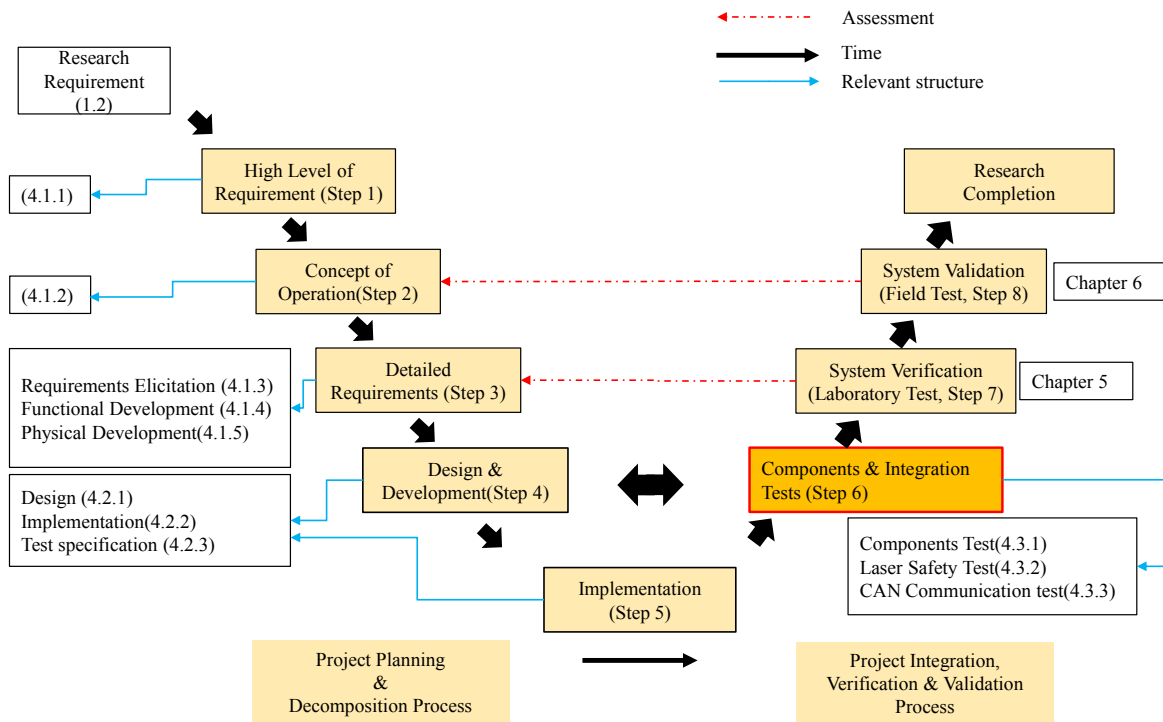 Assessment
Time
Relevant structure
Research
Requirement
(1.2)
High Level of
Requirement (Step 1)
(4.1.1)
Research
Completion
Concept of
Operation(Step 2)
(4.1.2)
System Validation
(Field Test, Step 8)
Chapter 6
Detailed
Requirements (Step 3)
Requirements Elicitation (4.1.3)
Functional Development (4.1.4)
Physical Development(4.1.5)
System Verification
(Laboratory Test, Step 7)
Chapter 5
Design &
Development(Step 4)
Design (4.2.1)
Implementation(4.2.2)
Test specification (4.2.3)
Components & Integration
Tests (Step 6)
Components Test(4.3.1)
Laser Safety Test(4.3.2)
CAN Communication test(4.3.3)
Implementation
(Step 5)
Project Planning
&
Decomposition Process
Project Integration,
Verification & Validation
Process